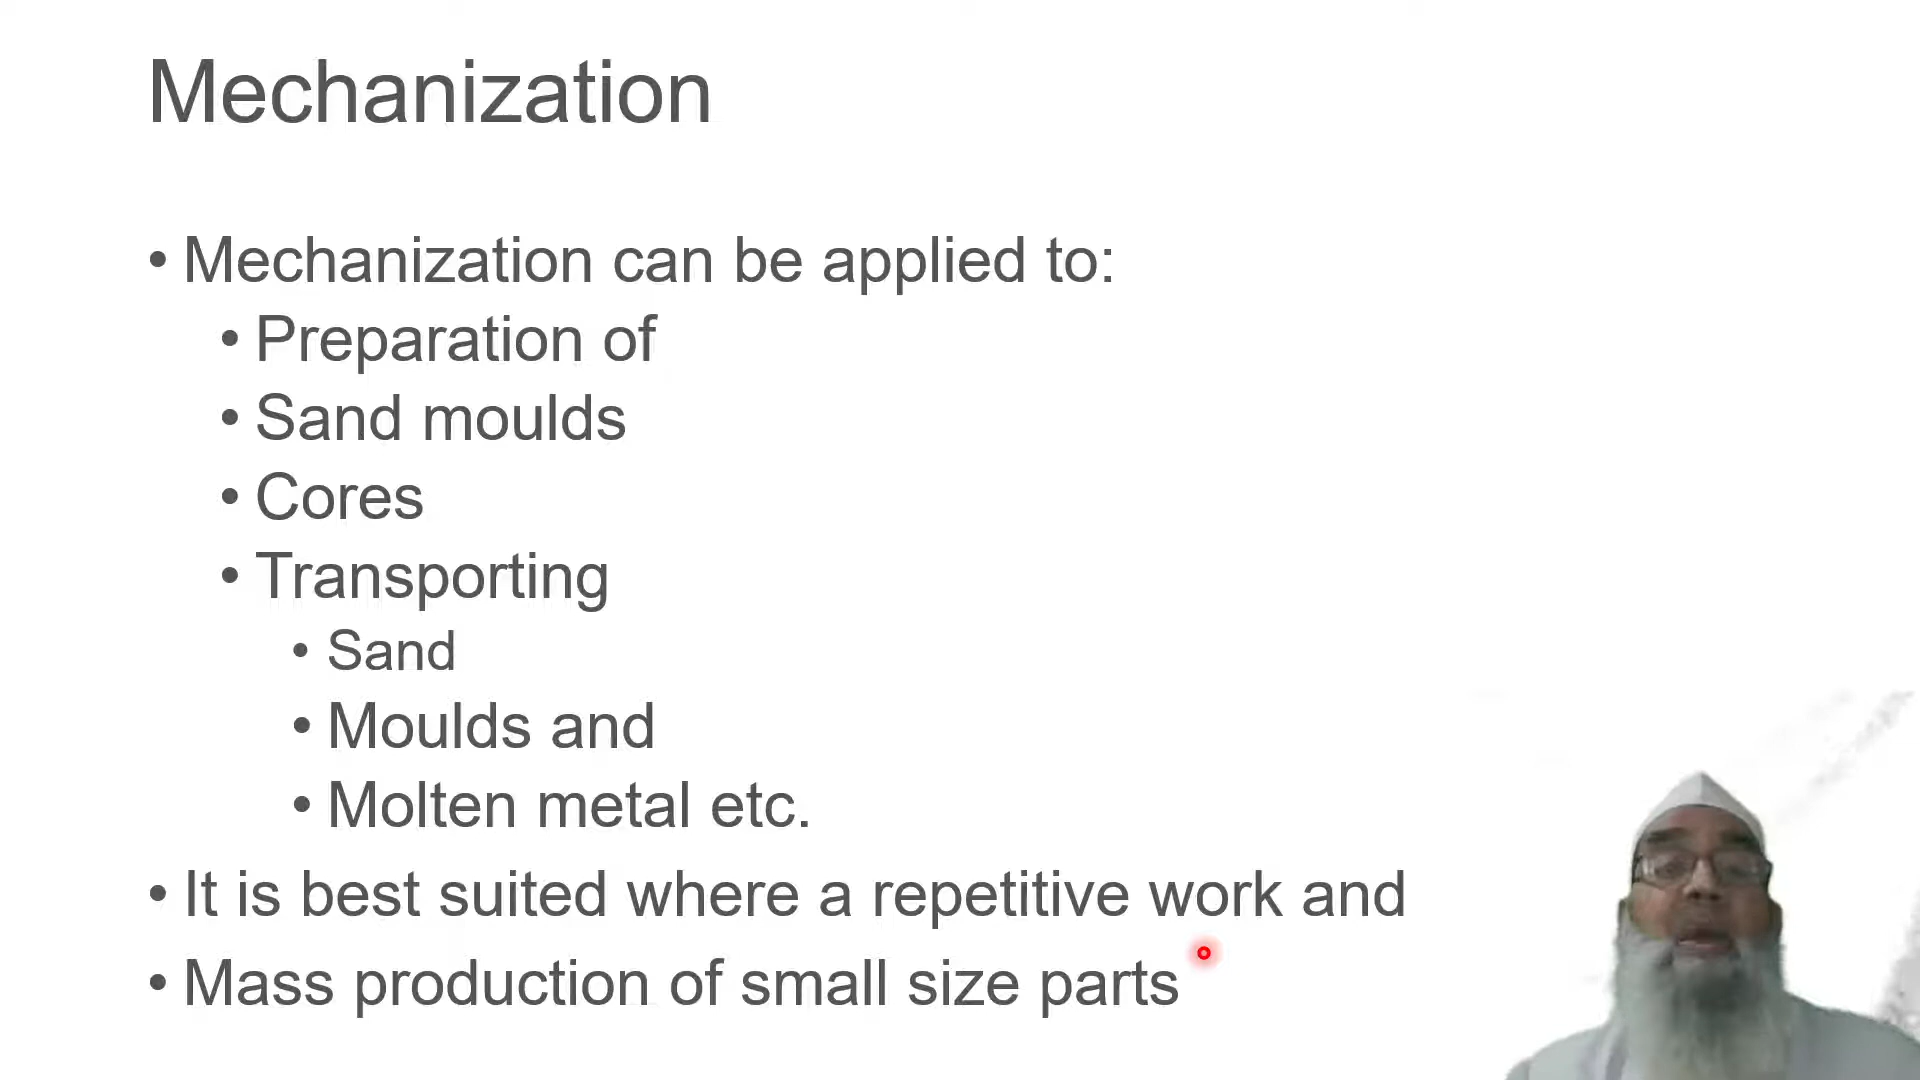 Mechanization
• Mechanization can be applied to:
• Preparation of
• Sand moulds
• Cores
• Transporting
• Sand
• Moulds and
• Molten metal etc.
• It is best suited where a repetitive work and
• Mass production of small size parts